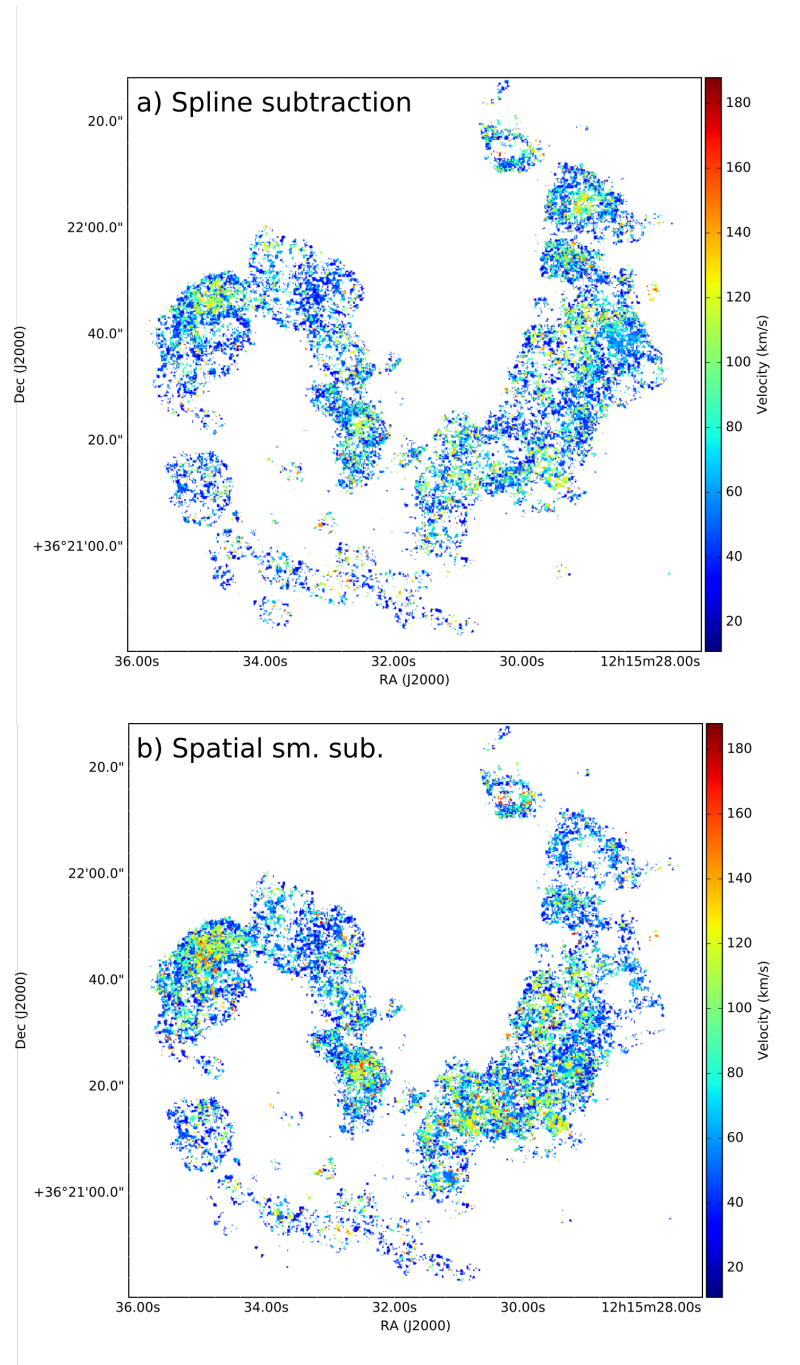 a) Spline subtraction
20.0"
22'00.0"
40.0"
20.0"
+36°21'00.0"
Dec (J2000)
36.00s 34.00s 32.00s 30.00s 12h15m28.00s
RA (J2000)
180
160
140
120
100
80
60
40
20
Velocity (km/s)
b) Spatial sm. sub.
20.0"
22'00.0"
40.0"
20.0"
+36°21'00.0"
Dec (J2000)
36.00s 34.00s 32.00s 30.00s 12h15m28.00s
RA (J2000)
180
160
140
120
100
80
60
40
20
Velocity (km/s)